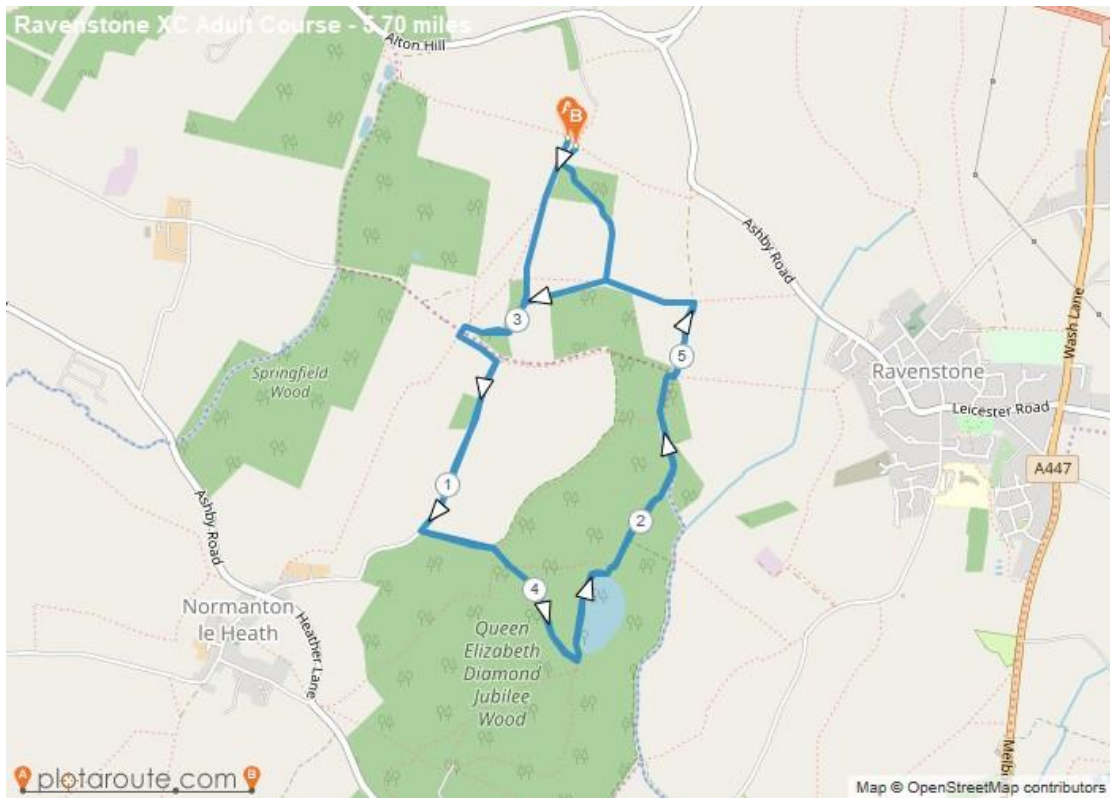 Ravenstone XC Adult Course - 5.70 miles
Alton Hill
A
B
Ashby Road
Wash Lane
3
5
Ravenstone
Springfield
Wood
Leicester Road
A447
1
2
Ashby Road
4
Normanton
le Heath
Heather Lane
Queen
Elizabeth
Diamond
Jubilee
Wood
A plotaroute.com B
Map © OpenStreetMap contributors